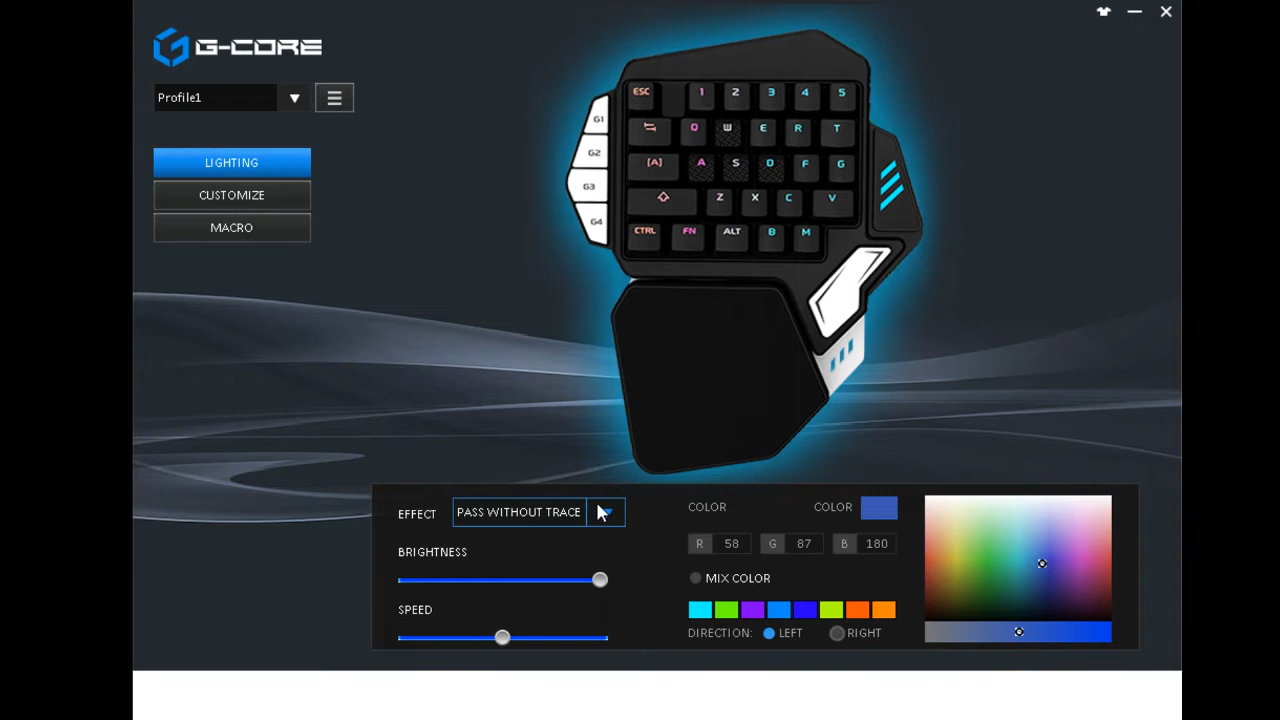 G-CORE
Profile1
LIGHTING
CUSTOMIZE
MACRO
ESC 1 2 3 4 5
G1
Q W E R T
G2
[A] A S D F G
G3
Z X C V
G4
CTRL FN ALT B M
EFFECT PASS WITHOUT TRACE
BRIGHTNESS
SPEED
COLOR COLOR
R 58 G 87 B 180
MIX COLOR
DIRECTION: LEFT RIGHT